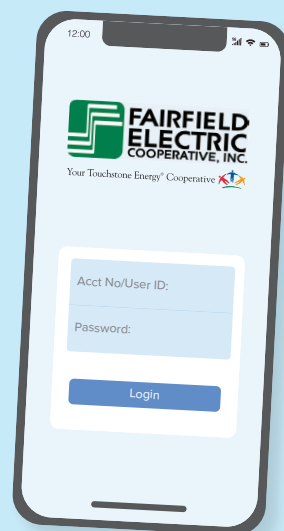 12:00
FAIRFIELD
ELECTRIC
COOPERATIVE, INC.
Your Touchstone Energy® Cooperative
Acct No/User ID:
Password:
Login